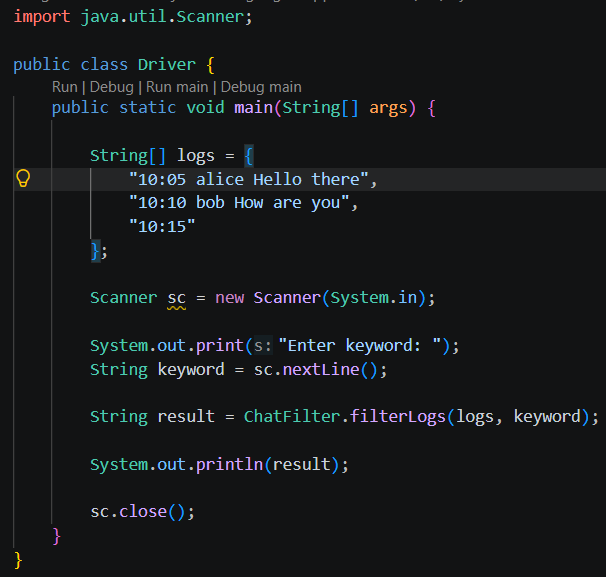 import java.util.Scanner;
public class Driver {
Run | Debug | Run main | Debug main
public static void main(String[] args) {
String[] logs = {
"10:05 alice Hello there",
"10:10 bob How are you",
"10:15"
};
Scanner sc = new Scanner(System.in);
System.out.print(s: "Enter keyword: ");
String keyword = sc.nextLine();
String result = ChatFilter.filterLogs(logs, keyword);
System.out.println(result);
sc.close();
}
}